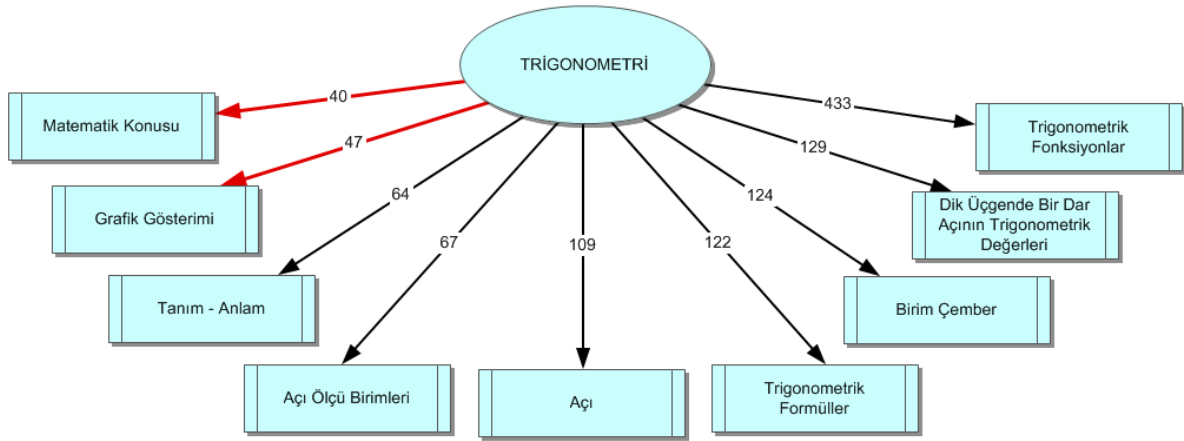 TRİGONOMETRİ
40
433
Matematik Konusu
Trigonometrik
Fonksiyonlar
47
129
Grafik Gösterimi
64
124
Dik Üçgende Bir Dar
Açının Trigonometrik
Değerleri
67
109
122
Tanım - Anlam
Birim Çember
Açı Ölçü Birimleri
Açı
Trigonometrik
Formüller